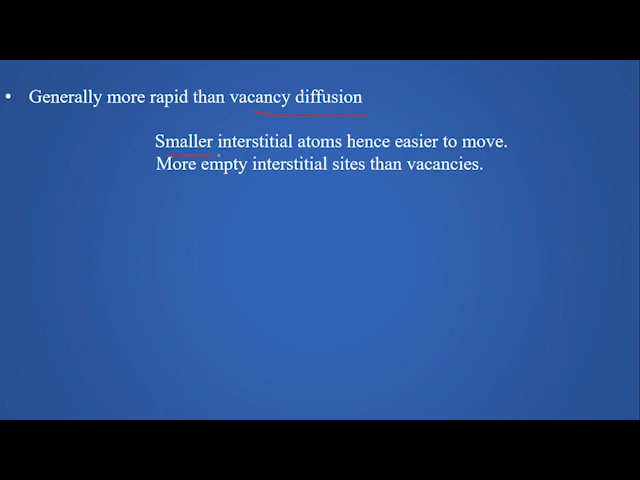 • Generally more rapid than vacancy diffusion
Smaller interstitial atoms hence easier to move.
More empty interstitial sites than vacancies.